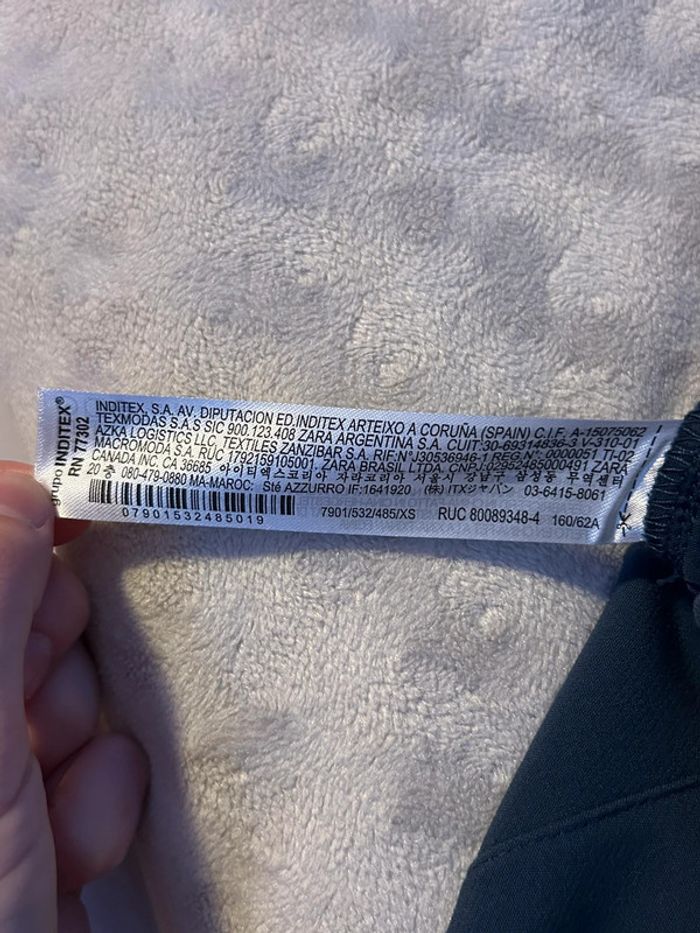 grupo INDITEX®
RN 77302
INDITEX, S.A. AV. DIPUTACION ED.INDITEX ARTEIXO A CORUÑA (SPAIN) C.I.F. A-15075062
TEXMODAS S.A.S SIC 900.123.408 ZARA ARGENTINA S.A. CUIT:30-69314836-3 V-310-01
AZKA LOGISTICS LLC, TEXTILES ZANZIBAR S.A. RIF:NºJ30536946-1 REG.Nº: 0000051 TI-02
MACROMODA S.A. RUC 1792159105001. ZARA BRASIL LTDA. CNPJ:02952485000491 ZARA
CANADA INC. CA 36685 아이티엑스코리아 자라코리아 서울시 강남구 삼성동 무역센터
20층 080-479-0880 MA-MAROC: Sté AZZURRO IF:1641920 (株) ITXジャパン 03-6415-8061
07901532485019 7901/532/485/XS RUC 80089348-4 160/62A